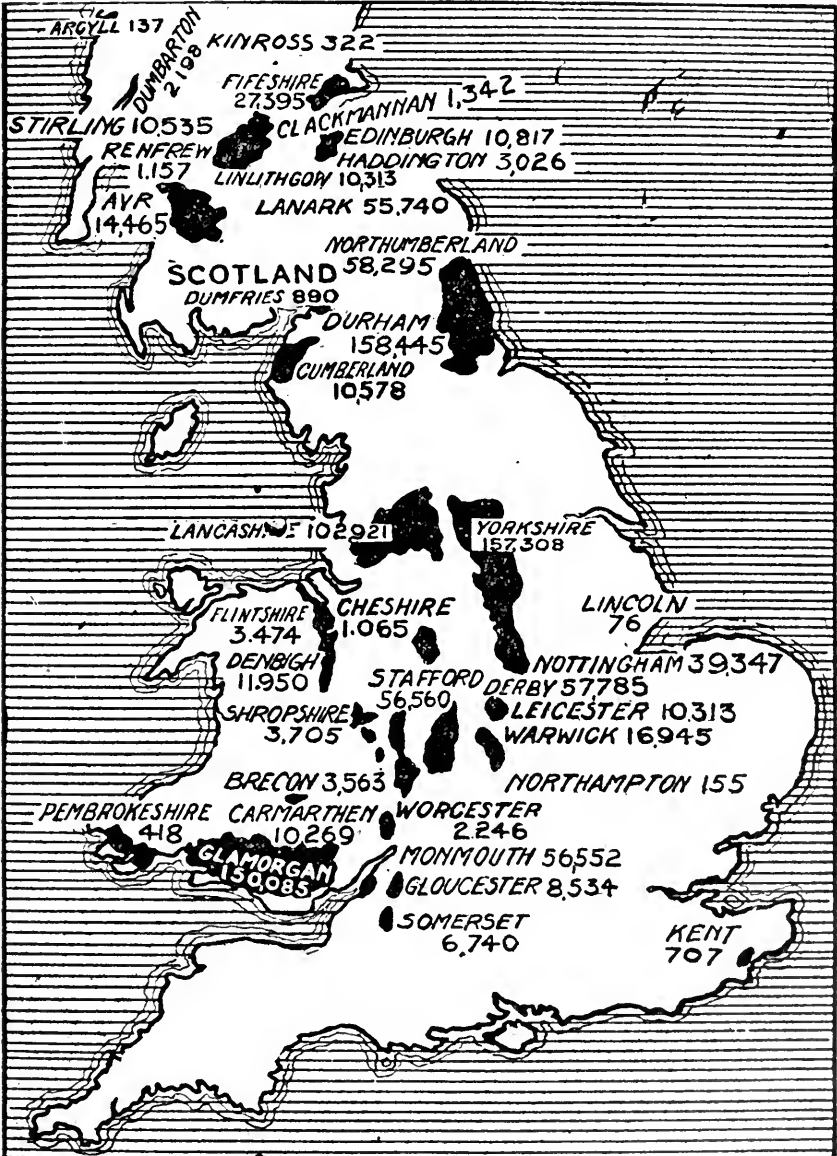 ARGYLL 137
DUMBARTON
2198
KINROSS 322
FIFESHIRE
27,395
CLACKMANNAN 1,342
STIRLING 10,535
EDINBURGH 10,817
RENFREW
1.157
HADDINGTON 3,026
LINLITHGOW 10,313
AYR
14,465
LANARK 55,740
NORTHUMBERLAND
58,295
SCOTLAND
DUMFRIES 890
DURHAM
158,445
CUMBERLAND
10,578
102,921
YORKSHIRE
157,308
FLINTSHIRE
3.474
CHESHIRE
1.065
LINCOLN
76
DENBIGH
11.950
NOTTINGHAM 39,347
STAFFORD
56,560
DERBY 57,785
SHROPSHIRE
3,705
LEICESTER 10,313
WARWICK 16,945
BRECON 3,563
NORTHAMPTON 155
PEMBROKESHIRE
418
CARMARTHEN
10,269
WORCESTER
2.246
GLAMORGAN
150,085
MONMOUTH 56,552
GLOUCESTER 8,534
SOMERSET
6,740
KENT
707